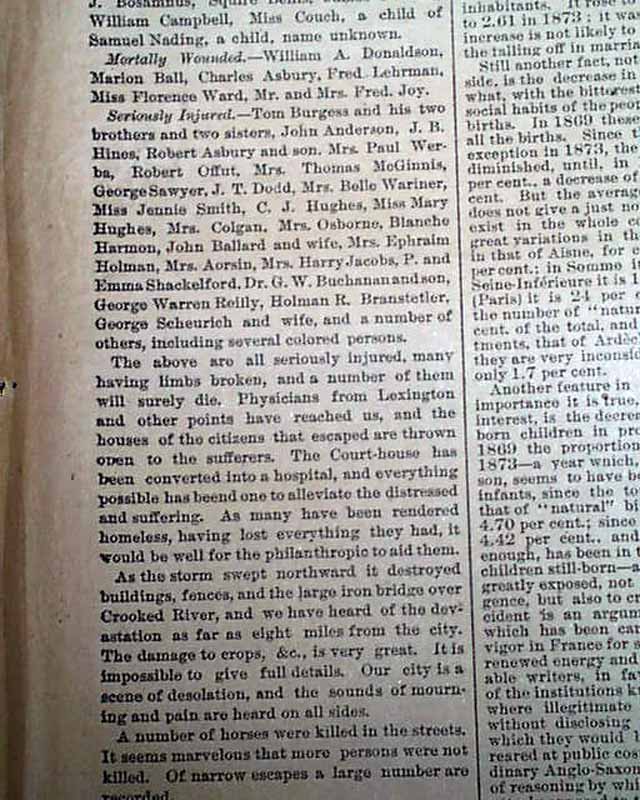 William Campbell, Miss Couch, a child of
Samuel Nading, a child, name unknown.
Mortally Wounded.—William A. Donaldson,
Marion Ball, Charles Asbury, Fred. Lehrman,
Miss Florence Ward, Mr. and Mrs. Fred. Joy.
Seriously Injured.—Tom Burgess and his two
brothers and two sisters, John Anderson, J. B.
Hines, Robert Asbury and son, Mrs. Paul Wer-
ba, Robert Offut, Mrs. Thomas McGinnis,
George Sawyer, J. T. Dodd, Mrs. Belle Wariner,
Miss Jennie Smith, C. J. Hughes, Miss Mary
Hughes, Mrs. Colgan, Mrs. Osborne, Blanche
Harmon, John Ballard and wife, Mrs. Ephraim
Holman, Mrs. Aorsin, Mrs. Harry Jacobs, P. and
Emma Shackelford, Dr. G. W. Buchanan and son,
George Warren Reilly, Holman R. Branstetler,
George Scheurich and wife, and a number of
others, including several colored persons.
The above are all seriously injured, many
having limbs broken, and a number of them
will surely die. Physicians from Lexington
and other points have reached us, and the
houses of the citizens that escaped are thrown
open to the sufferers. The Court-house has
been converted into a hospital, and everything
possible has beend one to alleviate the distressed
and suffering. As many have been rendered
homeless, having lost everything they had, it
would be well for the philanthropic to aid them.
As the storm swept northward it destroyed
buildings, fences, and the large iron bridge over
Crooked River, and we have heard of the dev-
astation as far as eight miles from the city.
The damage to crops, &c., is very great. It is
impossible to give full details. Our city is a
scene of desolation, and the sounds of mourn-
ing and pain are heard on all sides.
A number of horses were killed in the streets.
It seems marvelous that more persons were not
killed. Of narrow escapes a large number are
recorded.
inhabitants. It rose to
to 2.61 in 1873; it wa
increase is not likely to
the falling off in marria
Still another fact, not
side, is the decrease in
what, with the bitterest
social habits of the peop
births. In 1869 these
all the births. Since t
exception in 1873, the
diminished, until, in
per cent., a decrease of
cent. But the average
does not give a just no
exist in the whole c
great variations in th
in that of Aisne, for e
per cent.; in Somme it
Seine-Inférieure it is 1
(Paris) it is 24 per
the number of "natur
cent. of the total, and
tments, that of Ardèc
they are very inconsid
only 1.7 per cent.
Another feature in
importance it is true,
interest, is the decrea
born children in pro
1869 the proportion
1873—a year which,
son, seems to have be
infants, since the to
that of "natural" bi
4.70 per cent.; since
4.42 per cent., and
enough, has been in t
children still-born—a
greatly exposed, not
gence, but also to cr
cident is an argum
which has been car
vigor in France for s
renewed energy and
able writers, in fav
of the institutions k
where illegitimate
without disclosing
which they would b
reared at public cos
dinary Anglo-Saxon
of reasoning by whi